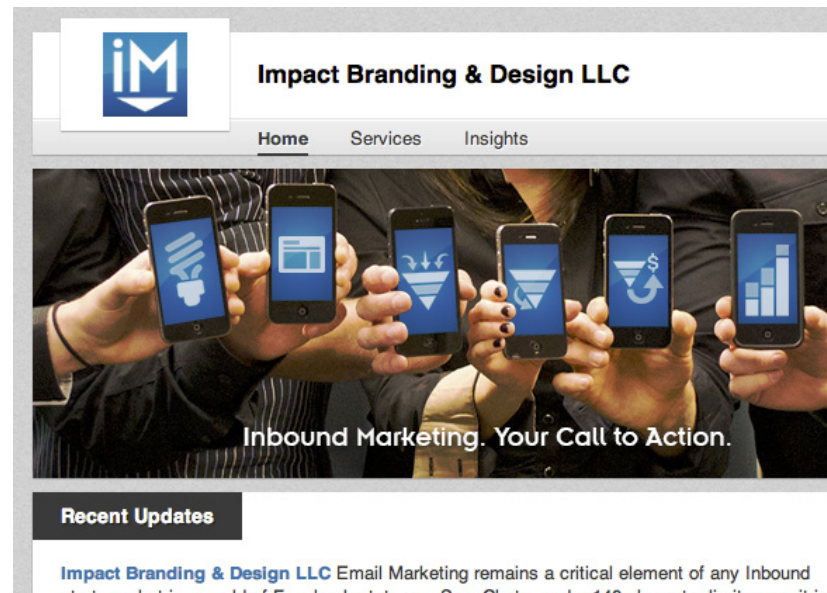 iM
Impact Branding & Design LLC
Home Services Insights
$
Inbound Marketing. Your Call to Action.
Recent Updates
Impact Branding & Design LLC Email Marketing remains a critical element of any Inbound